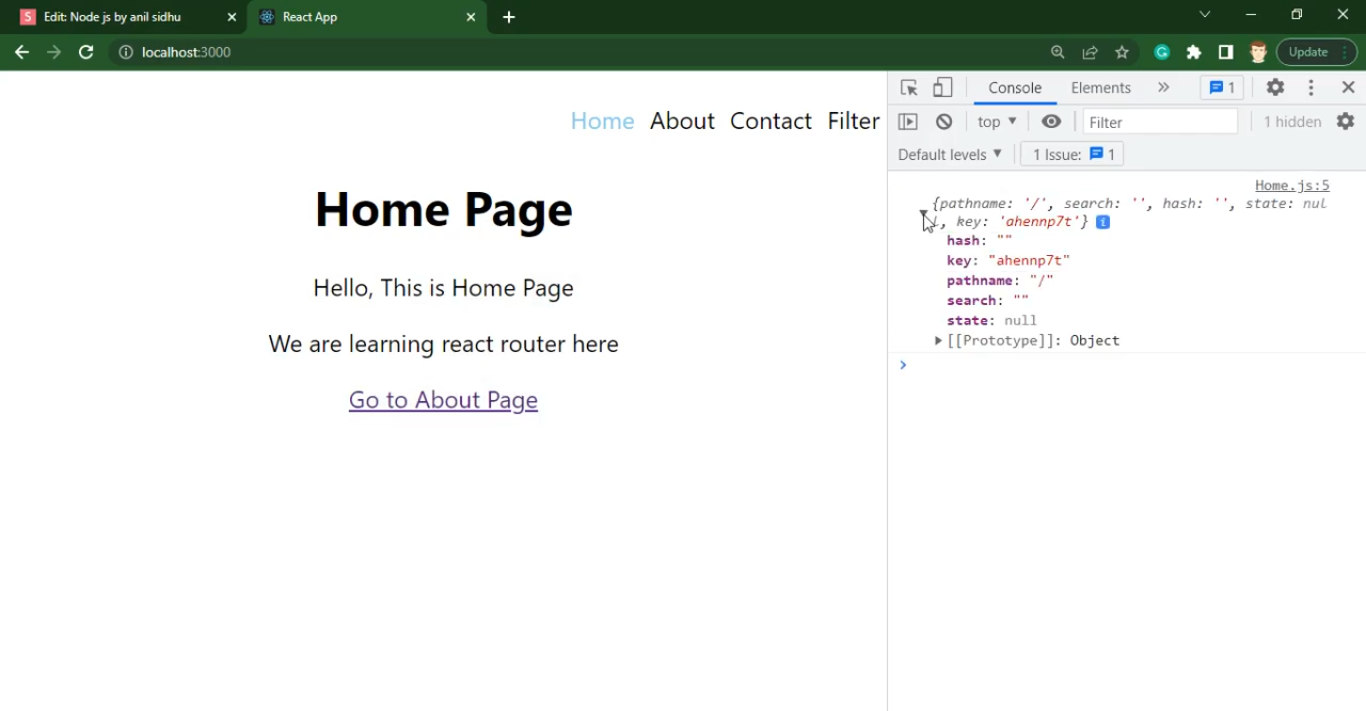 S Edit: Node js by anil sidhu
React App
localhost:3000
Update
Home About Contact Filter
Home Page
Hello, This is Home Page
We are learning react router here
Go to About Page
Console Elements 1
top Filter 1 hidden
Default levels 1 Issue: 1
Home.js:5
{pathname: '/', search: '', hash: '', state: nul
l, key: 'ahennp7t'} i
hash: ""
key: "ahennp7t"
pathname: "/"
search: ""
state: null
[[Prototype]]: Object